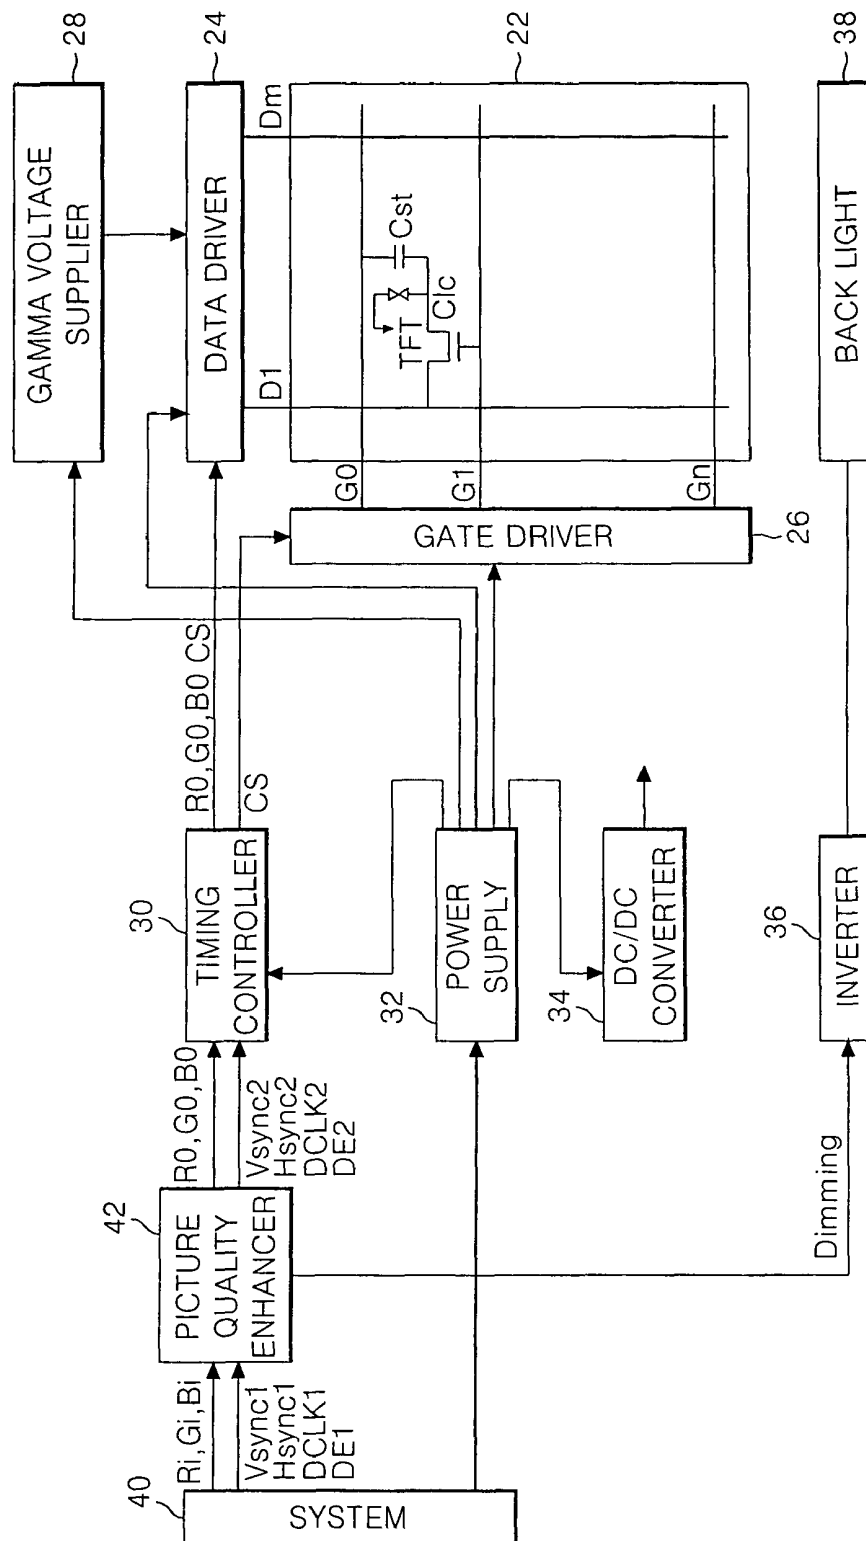 28
GAMMA VOLTAGE
SUPPLIER
24
DATA DRIVER
22
D1
Dm
G0
G1
Gn
TFT
Clc
Cst
GATE DRIVER
26
40
SYSTEM
Ri,Gi,Bi
Vsync1
Hsync1
DCLK1
DE1
42
PICTURE
QUALITY
ENHANCER
R0,G0,B0
Vsync2
Hsync2
DCLK2
DE2
30
TIMING
CONTROLLER
R0,G0,B0 CS
CS
32
POWER
SUPPLY
34
DC/DC
CONVERTER
Dimming
36
INVERTER
38
BACK LIGHT